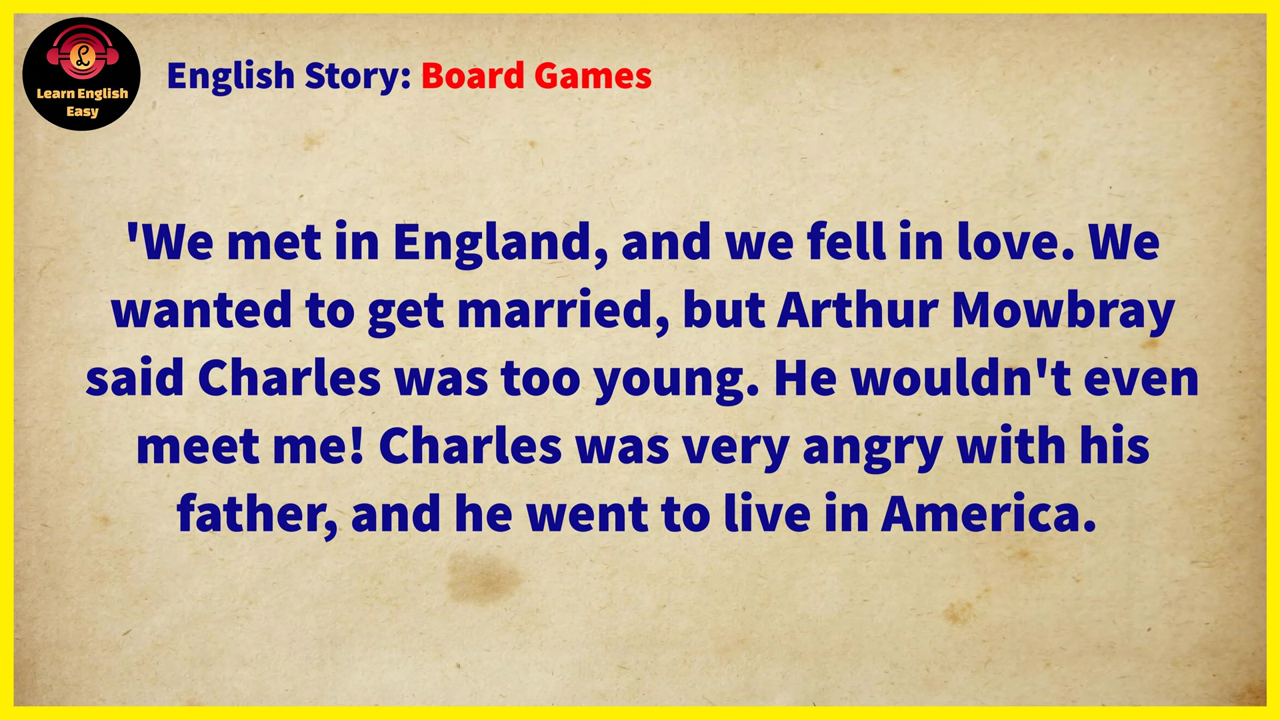 Learn English
Easy
English Story: Board Games
'We met in England, and we fell in love. We
wanted to get married, but Arthur Mowbray
said Charles was too young. He wouldn't even
meet me! Charles was very angry with his
father, and he went to live in America.